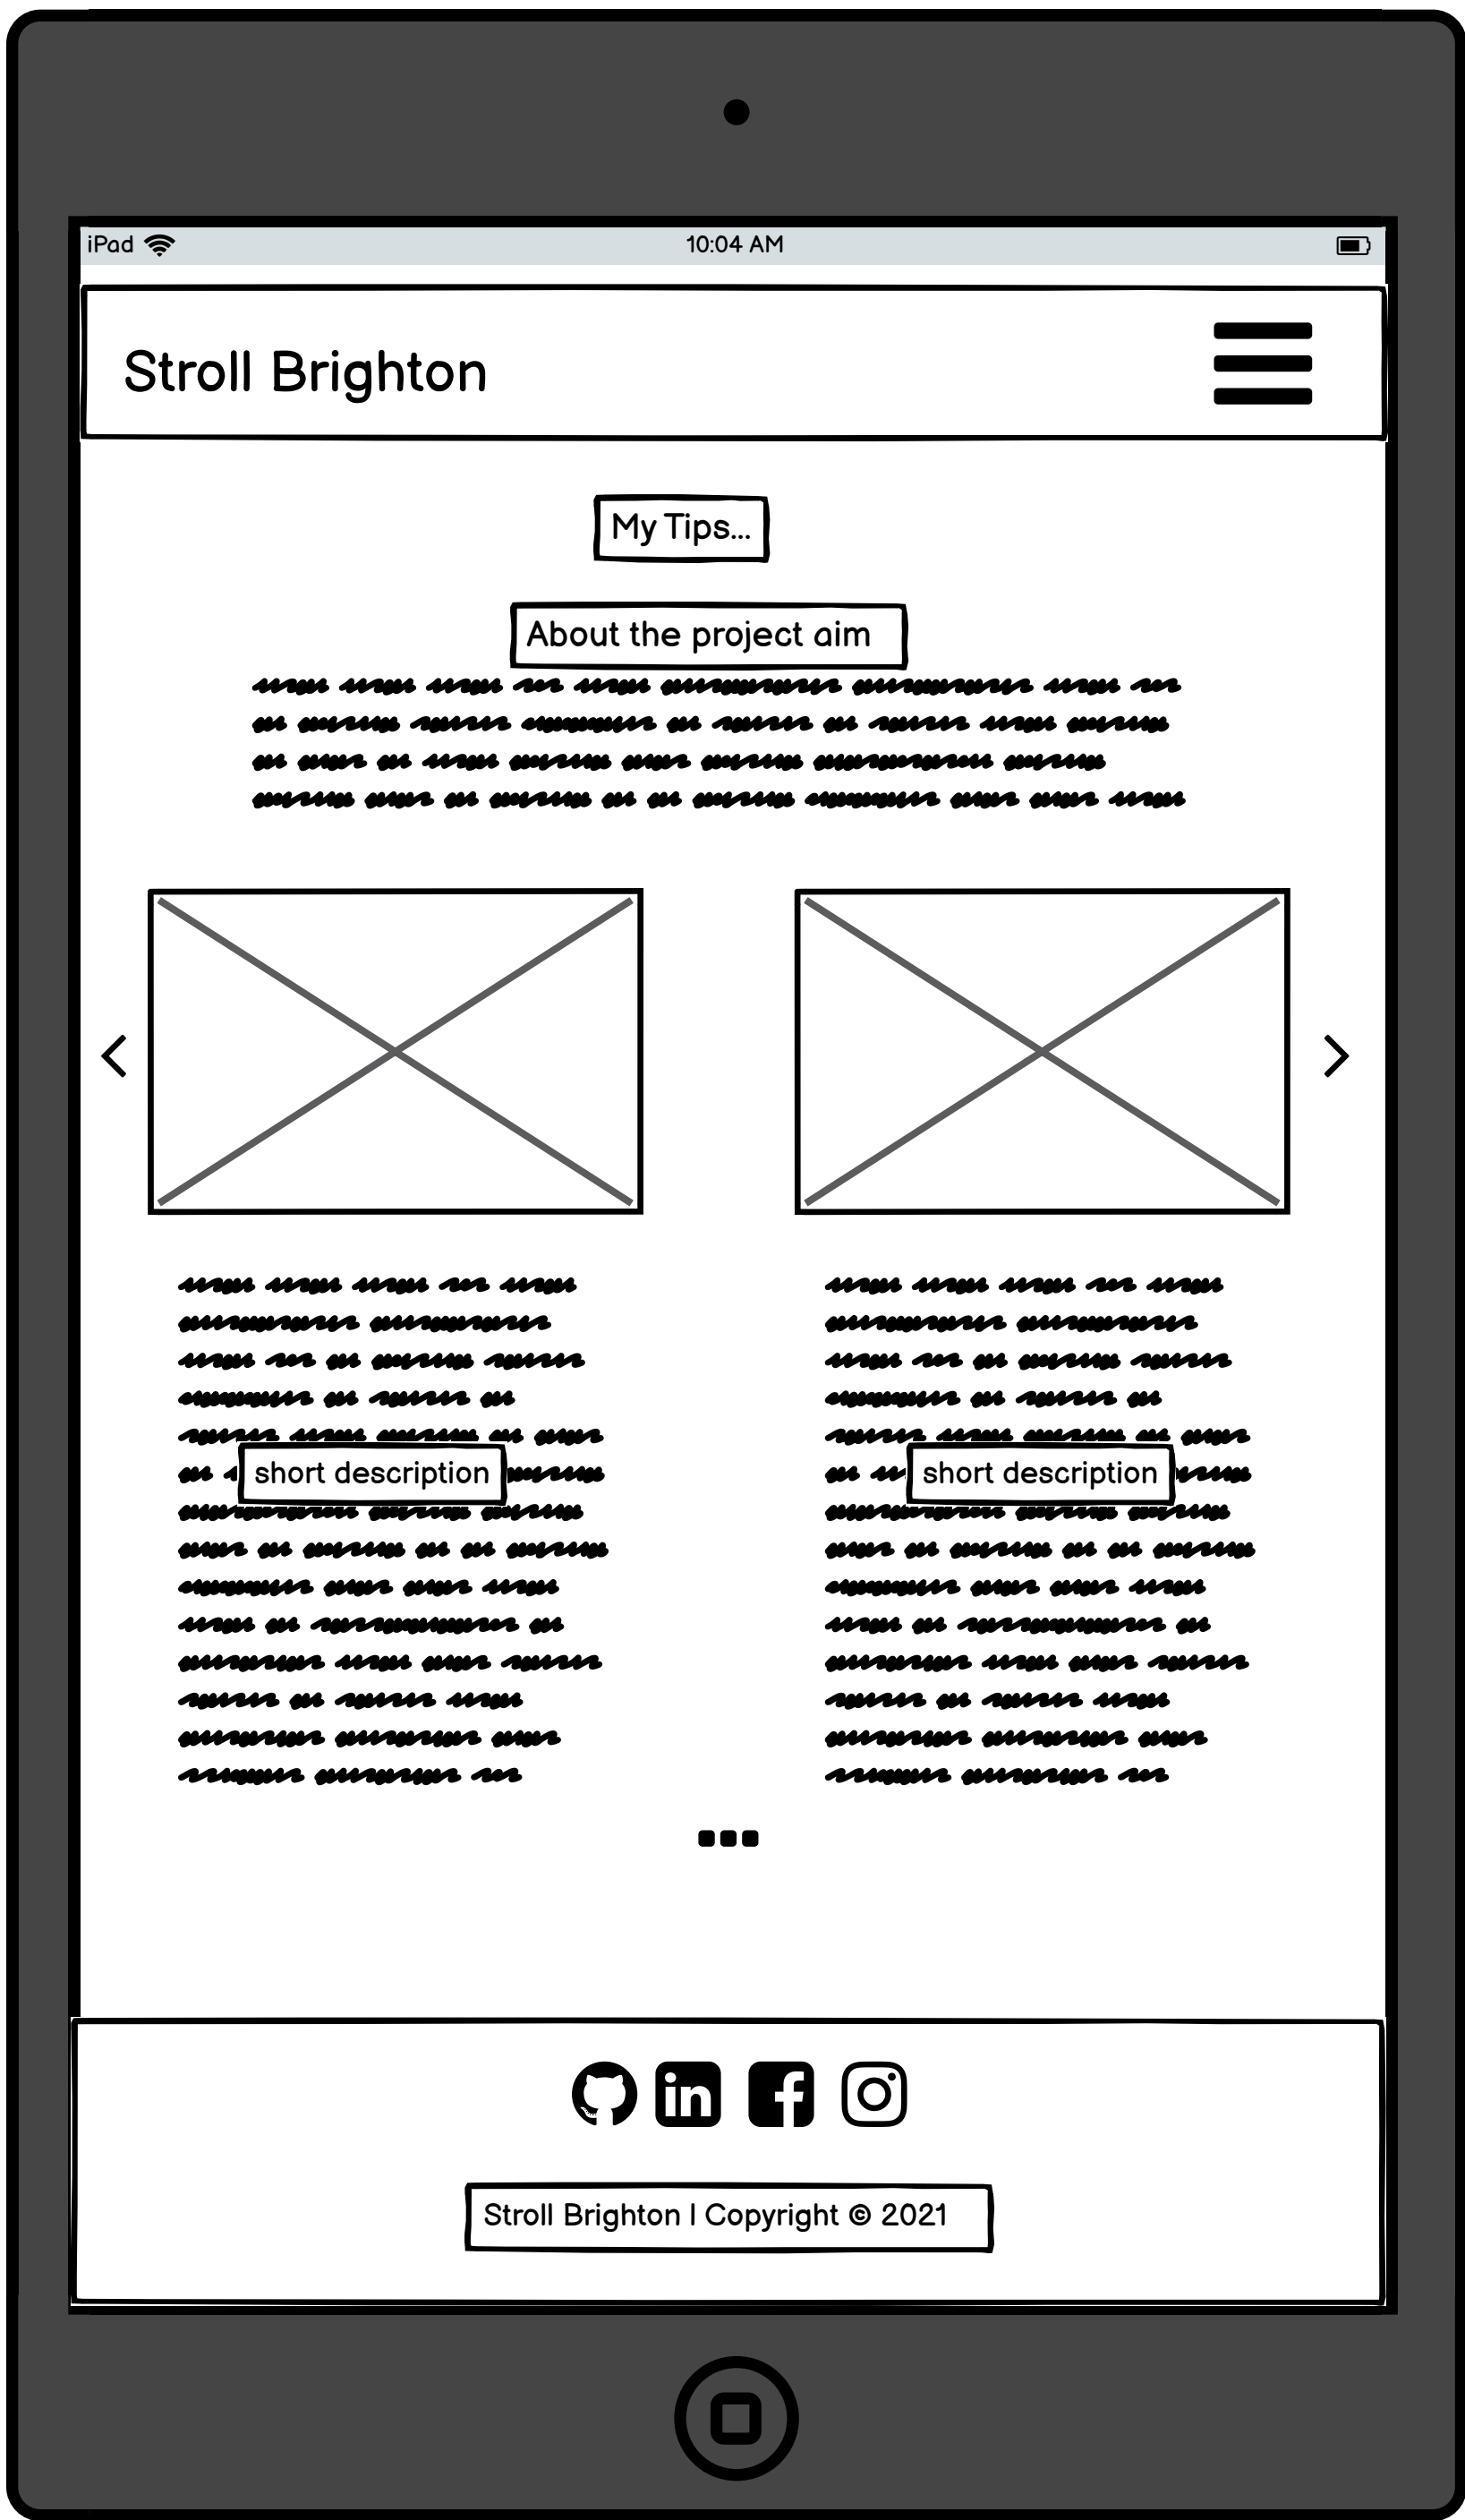 iPad 10:04 AM
Stroll Brighton
My Tips...
About the project aim
short description short description
in f
Stroll Brighton | Copyright © 2021